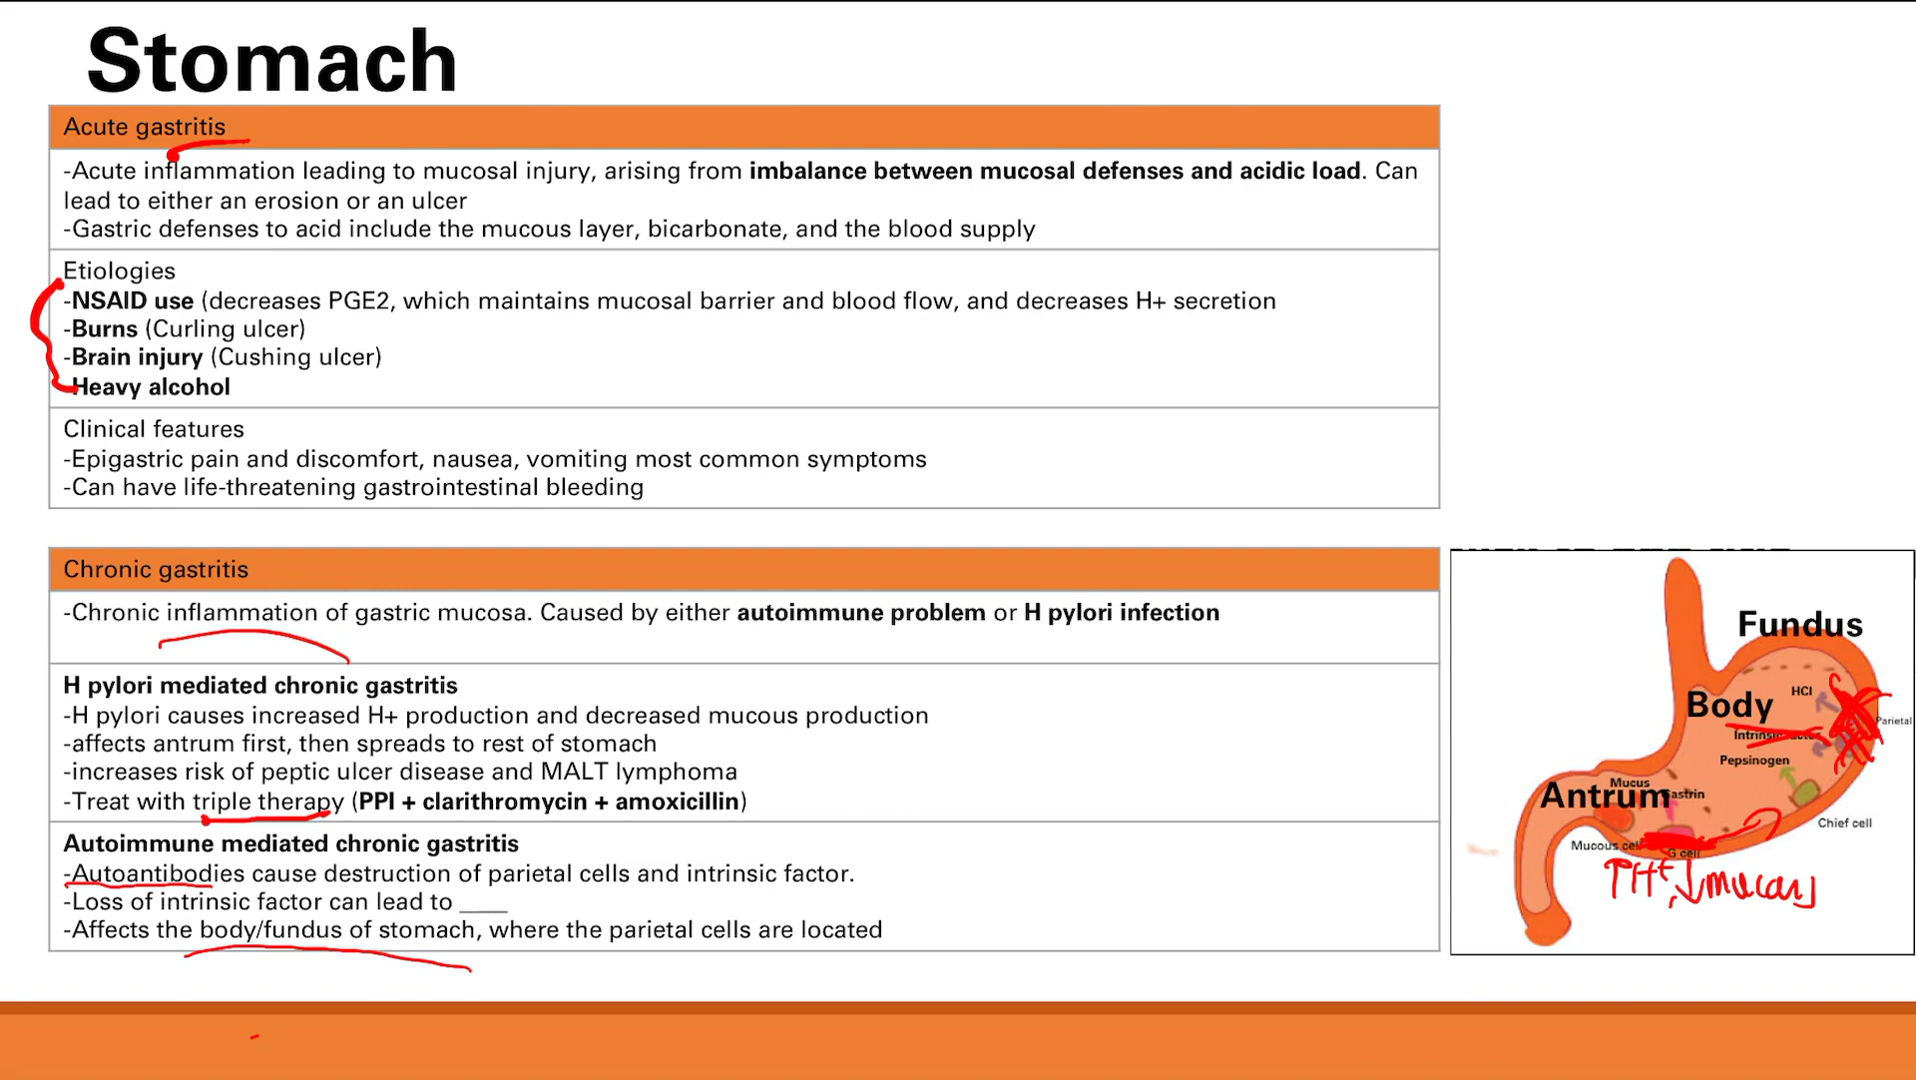 Stomach
Acute gastritis
-Acute inflammation leading to mucosal injury, arising from imbalance between mucosal defenses and acidic load. Can
lead to either an erosion or an ulcer
-Gastric defenses to acid include the mucous layer, bicarbonate, and the blood supply
Etiologies
-NSAID use (decreases PGE2, which maintains mucosal barrier and blood flow, and decreases H+ secretion
-Burns (Curling ulcer)
-Brain injury (Cushing ulcer)
-Heavy alcohol
Clinical features
-Epigastric pain and discomfort, nausea, vomiting most common symptoms
-Can have life-threatening gastrointestinal bleeding
Chronic gastritis
-Chronic inflammation of gastric mucosa. Caused by either autoimmune problem or H pylori infection
H pylori mediated chronic gastritis
-H pylori causes increased H+ production and decreased mucous production
-affects antrum first, then spreads to rest of stomach
-increases risk of peptic ulcer disease and MALT lymphoma
-Treat with triple therapy (PPI + clarithromycin + amoxicillin)
Autoimmune mediated chronic gastritis
-Autoantibodies cause destruction of parietal cells and intrinsic factor.
-Loss of intrinsic factor can lead to ____
-Affects the body/fundus of stomach, where the parietal cells are located
Fundus
HCl
Body
Parietal
Pepsinogen
Mucus
Antrum
Chief cell
Mucous cell
G cell
↑H+ ↓mucous